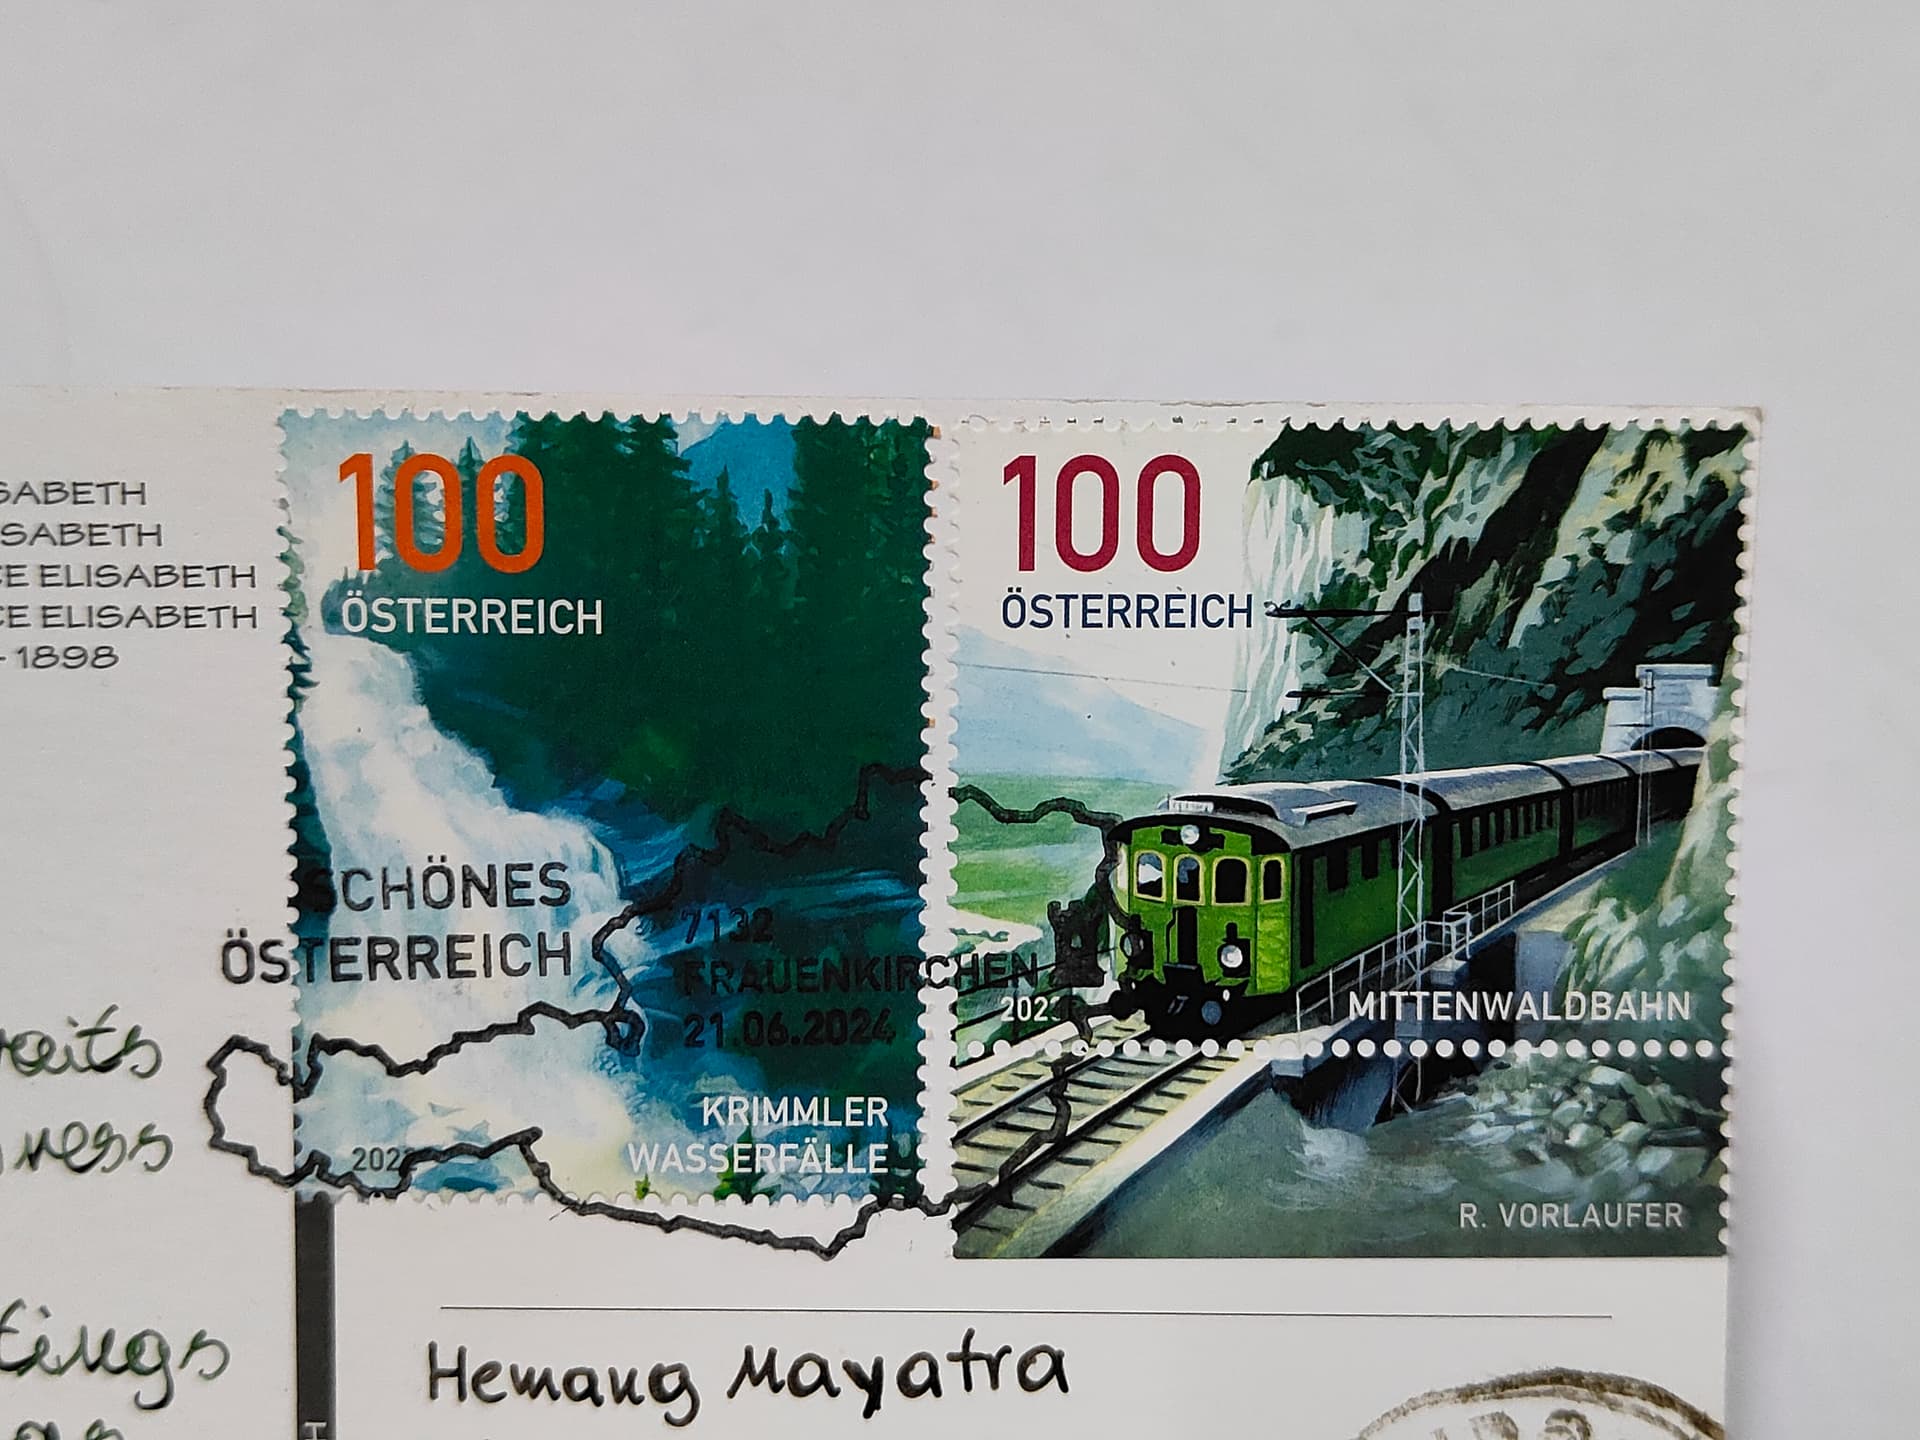 SABETH
ISABETH
CE ELISABETH
CE ELISABETH
- 1898
100
ÖSTERREICH
SCHÖNES
ÖSTERREICH
7132
FRAUENKIRCHEN
21.06.2024
KRIMMLER
WASSERFÄLLE
100
ÖSTERREICH
MITTENWALDBAHN
R. VORLAUFER
Hemang Mayatra